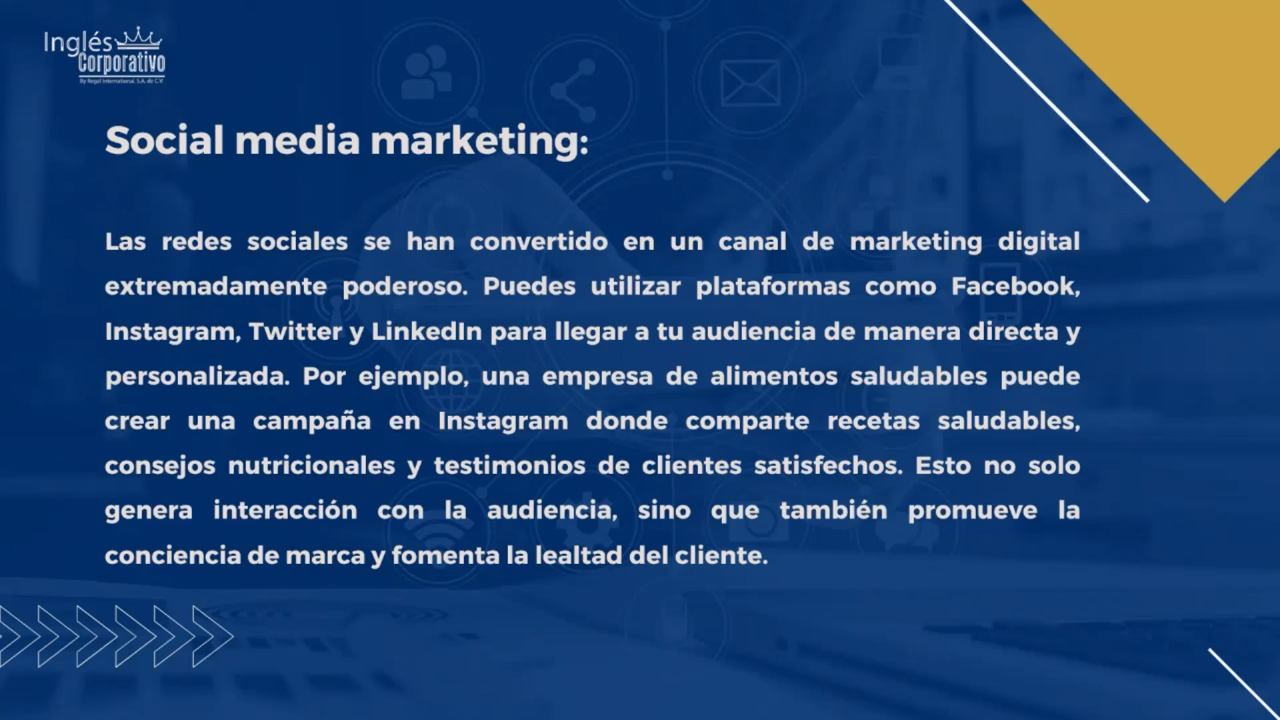 Inglés
Corporativo
By Regal International, S.A. de C.V.
Social media marketing:
Las redes sociales se han convertido en un canal de marketing digital
extremadamente poderoso. Puedes utilizar plataformas como Facebook,
Instagram, Twitter y LinkedIn para llegar a tu audiencia de manera directa y
personalizada. Por ejemplo, una empresa de alimentos saludables puede
crear una campaña en Instagram donde comparte recetas saludables,
consejos nutricionales y testimonios de clientes satisfechos. Esto no solo
genera interacción con la audiencia, sino que también promueve la
conciencia de marca y fomenta la lealtad del cliente.